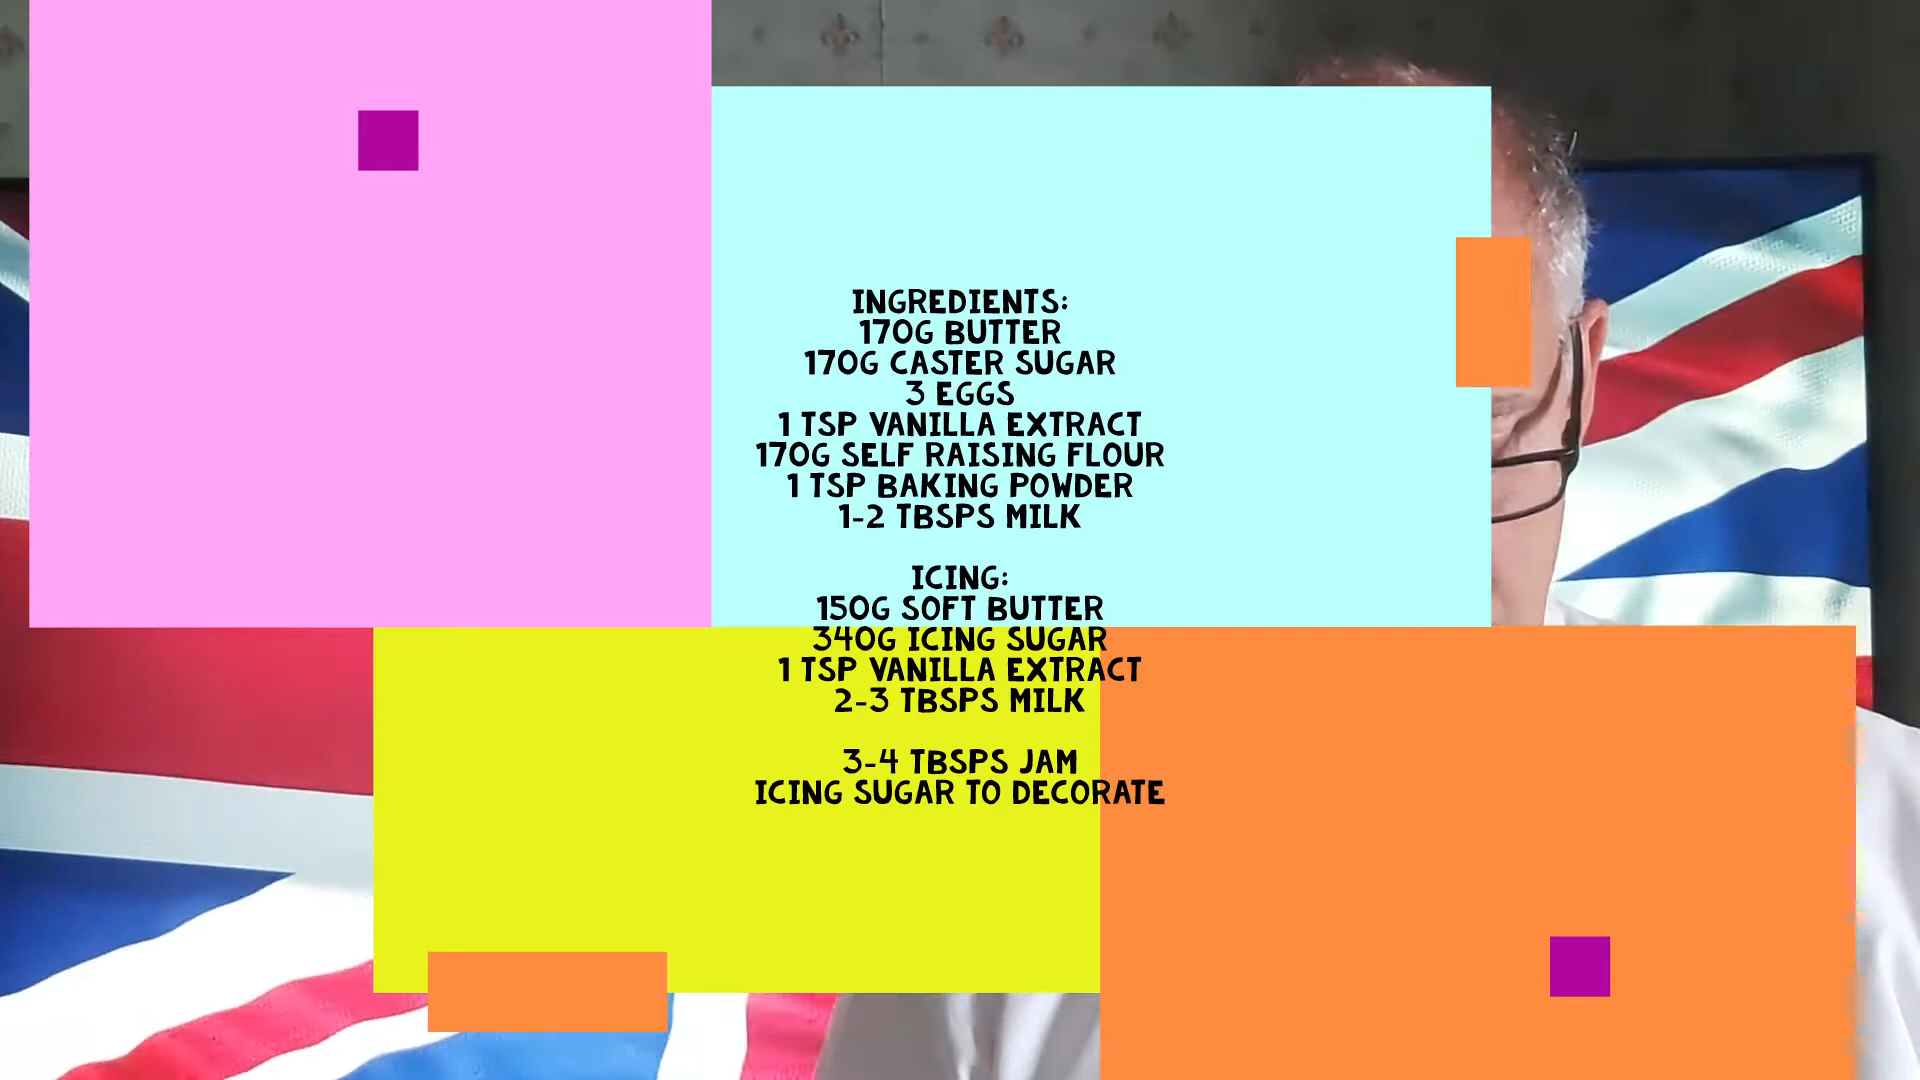 INGREDIENTS:
170G BUTTER
170G CASTER SUGAR
3 EGGS
1 TSP VANILLA EXTRACT
170G SELF RAISING FLOUR
1 TSP BAKING POWDER
1-2 TBSPS MILK
ICING:
150G SOFT BUTTER
340G ICING SUGAR
1 TSP VANILLA EXTRACT
2-3 TBSPS MILK
3-4 TBSPS JAM
ICING SUGAR TO DECORATE